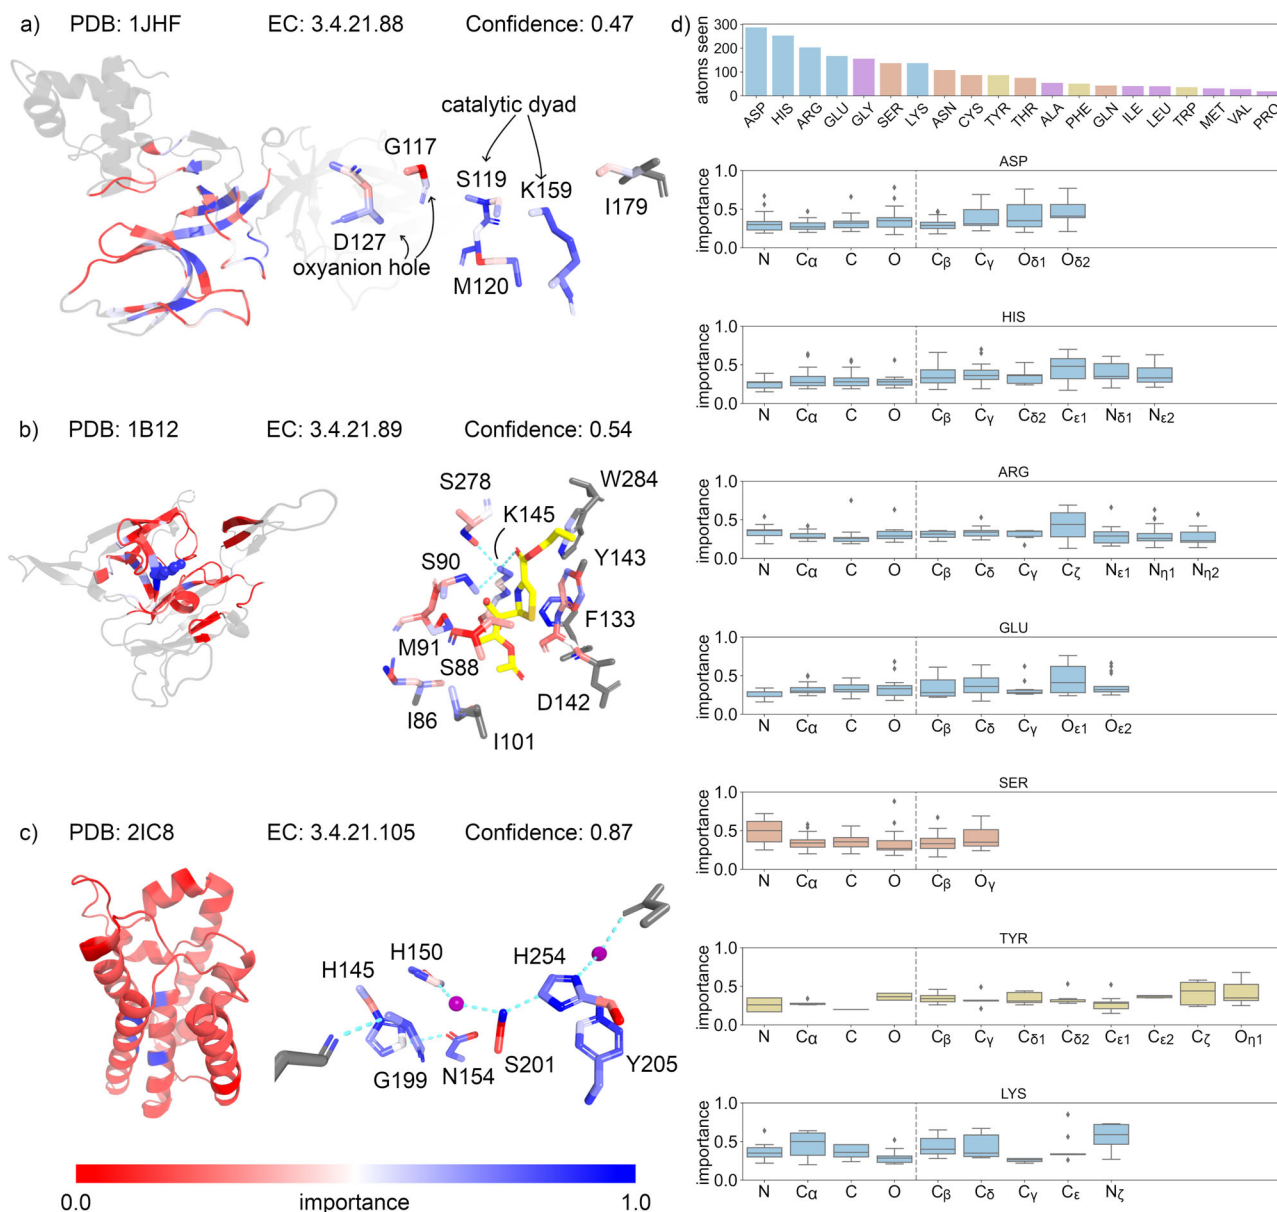 a) PDB: 1JHF EC: 3.4.21.88 Confidence: 0.47
catalytic dyad
G117
S119
K159
I179
D127
oxyanion hole
M120
b) PDB: 1B12 EC: 3.4.21.89 Confidence: 0.54
S278
W284
K145
S90
Y143
F133
M91
S88
D142
I86
I101
c) PDB: 2IC8 EC: 3.4.21.105 Confidence: 0.87
H150
H254
H145
G199
N154
S201
Y205
0.0 importance 1.0
d)
atoms seen
300
200
100
0
ASP HIS ARG GLU GLY SER LYS ASN CYS TYR THR ALA PHE GLN ILE LEU TRP MET VAL PRO
ASP
importance
1.0
0.5
0.0
N Cα C O Cβ Cγ Oδ1 Oδ2
HIS
importance
1.0
0.5
0.0
N Cα C O Cβ Cγ Cδ2 Cε1 Nδ1 Nε2
ARG
importance
1.0
0.5
0.0
N Cα C O Cβ Cδ Cγ Cζ Nε1 Nη1 Nη2
GLU
importance
1.0
0.5
0.0
N Cα C O Cβ Cδ Cγ Oε1 Oε2
SER
importance
1.0
0.5
0.0
N Cα C O Cβ Oγ
TYR
importance
1.0
0.5
0.0
N Cα C O Cβ Cγ Cδ1 Cδ2 Cε1 Cε2 Cζ Oη1
LYS
importance
1.0
0.5
0.0
N Cα C O Cβ Cδ Cγ Cε Nζ